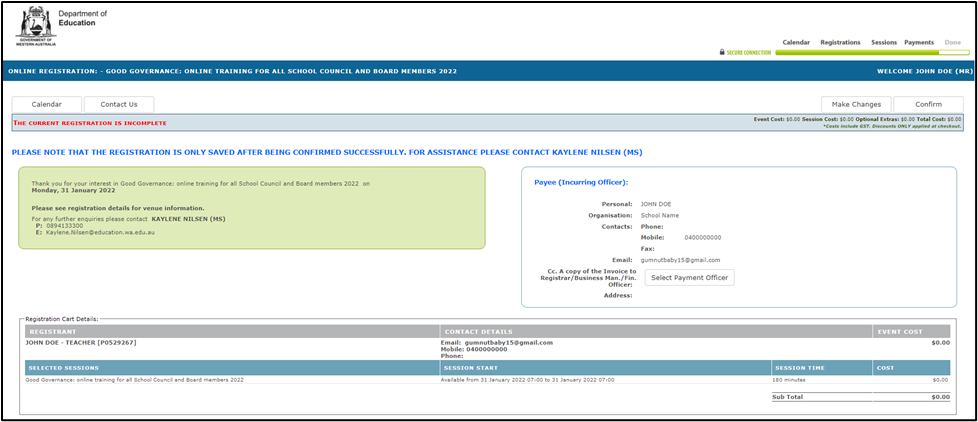 Department of
Education
GOVERNMENT OF
WESTERN AUSTRALIA
Calendar Registrations Sessions Payments Done
SECURE CONNECTION
ONLINE REGISTRATION: - GOOD GOVERNANCE: ONLINE TRAINING FOR ALL SCHOOL COUNCIL AND BOARD MEMBERS 2022 WELCOME JOHN DOE (MR)
Calendar Contact Us Make Changes Confirm
THE CURRENT REGISTRATION IS INCOMPLETE
Event Cost: $0.00 Session Cost: $0.00 Optional Extras: $0.00 Total Cost: $0.00
*Costs include GST. Discounts ONLY applied at checkout.
PLEASE NOTE THAT THE REGISTRATION IS ONLY SAVED AFTER BEING CONFIRMED SUCCESSFULLY. FOR ASSISTANCE PLEASE CONTACT KAYLENE NILSEN (MS)
Thank you for your interest in Good Governance: online training for all School Council and Board members 2022 on
Monday, 31 January 2022
Please see registration details for venue information.
For any further enquiries please contact KAYLENE NILSEN (MS)
P: 0894133300
E: Kaylene.Nilsen@education.wa.edu.au
Payee (Incurring Officer):
Personal: JOHN DOE
Organisation: School Name
Contacts: Phone:
Mobile: 0400000000
Fax:
Email: gumnutbaby15@gmail.com
Cc. A copy of the Invoice to
Registrar/Business Man./Fin.
Officer:
Select Payment Officer
Address:
Registration Cart Details:
REGISTRANT CONTACT DETAILS EVENT COST
JOHN DOE - TEACHER [P0529267] Email: gumnutbaby15@gmail.com $0.00
Mobile: 0400000000
Phone:
SELECTED SESSIONS SESSION START SESSION TIME COST
Good Governance: online training for all School Council and Board members 2022 Available from 31 January 2022 07:00 to 31 January 2022 07:00 180 minutes $0.00
Sub Total $0.00